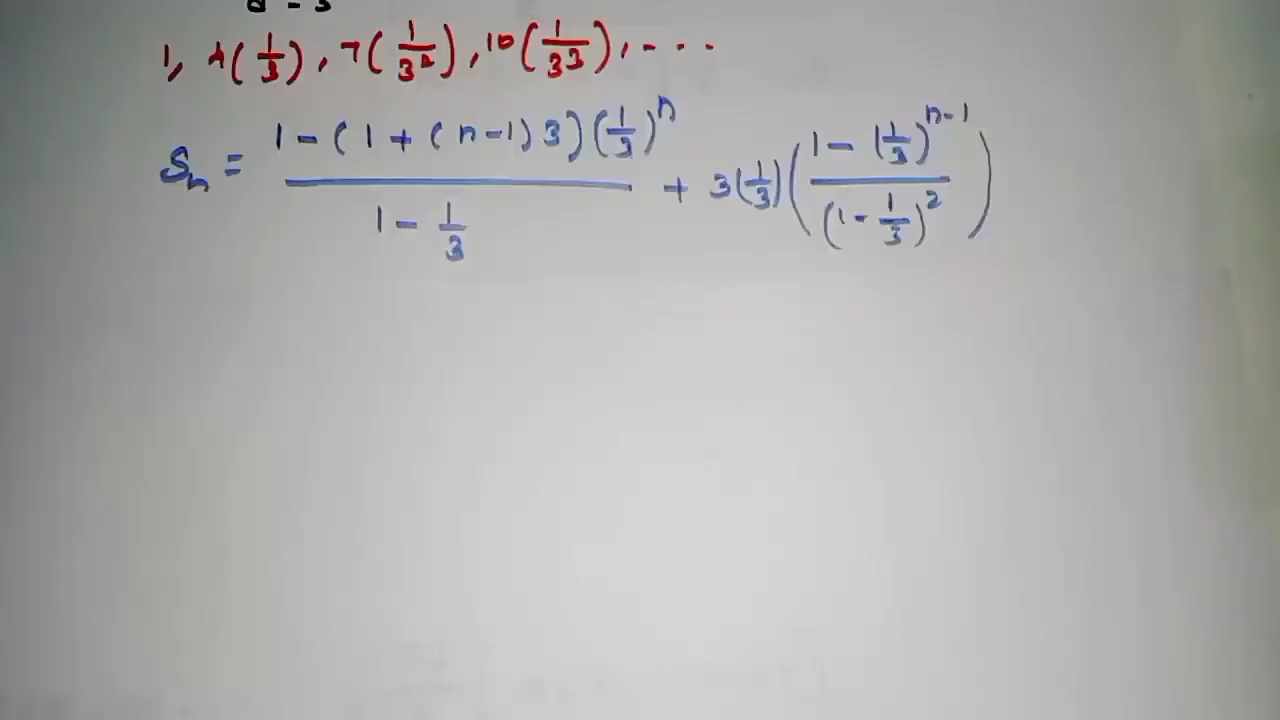 1, 4(1/3), 7(1/3²), 10(1/3³), ...
Sₙ = (1 - (1 + (n-1)3)(1/3)ⁿ)/(1 - 1/3) + 3(1/3)((1 - (1/3)ⁿ⁻¹)/(1 - 1/3)²)